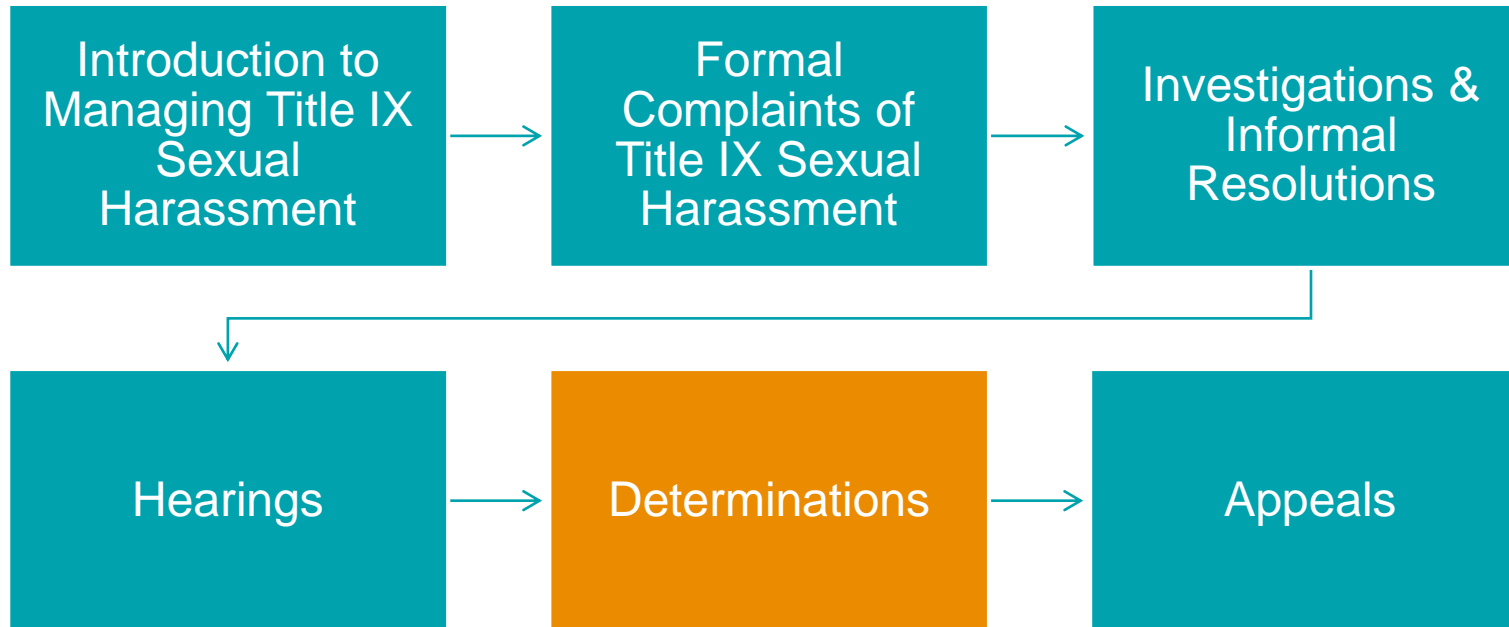 Introduction to
Managing Title IX
Sexual
Harassment
Formal
Complaints of
Title IX Sexual
Harassment
Investigations &
Informal
Resolutions
Hearings
Determinations
Appeals